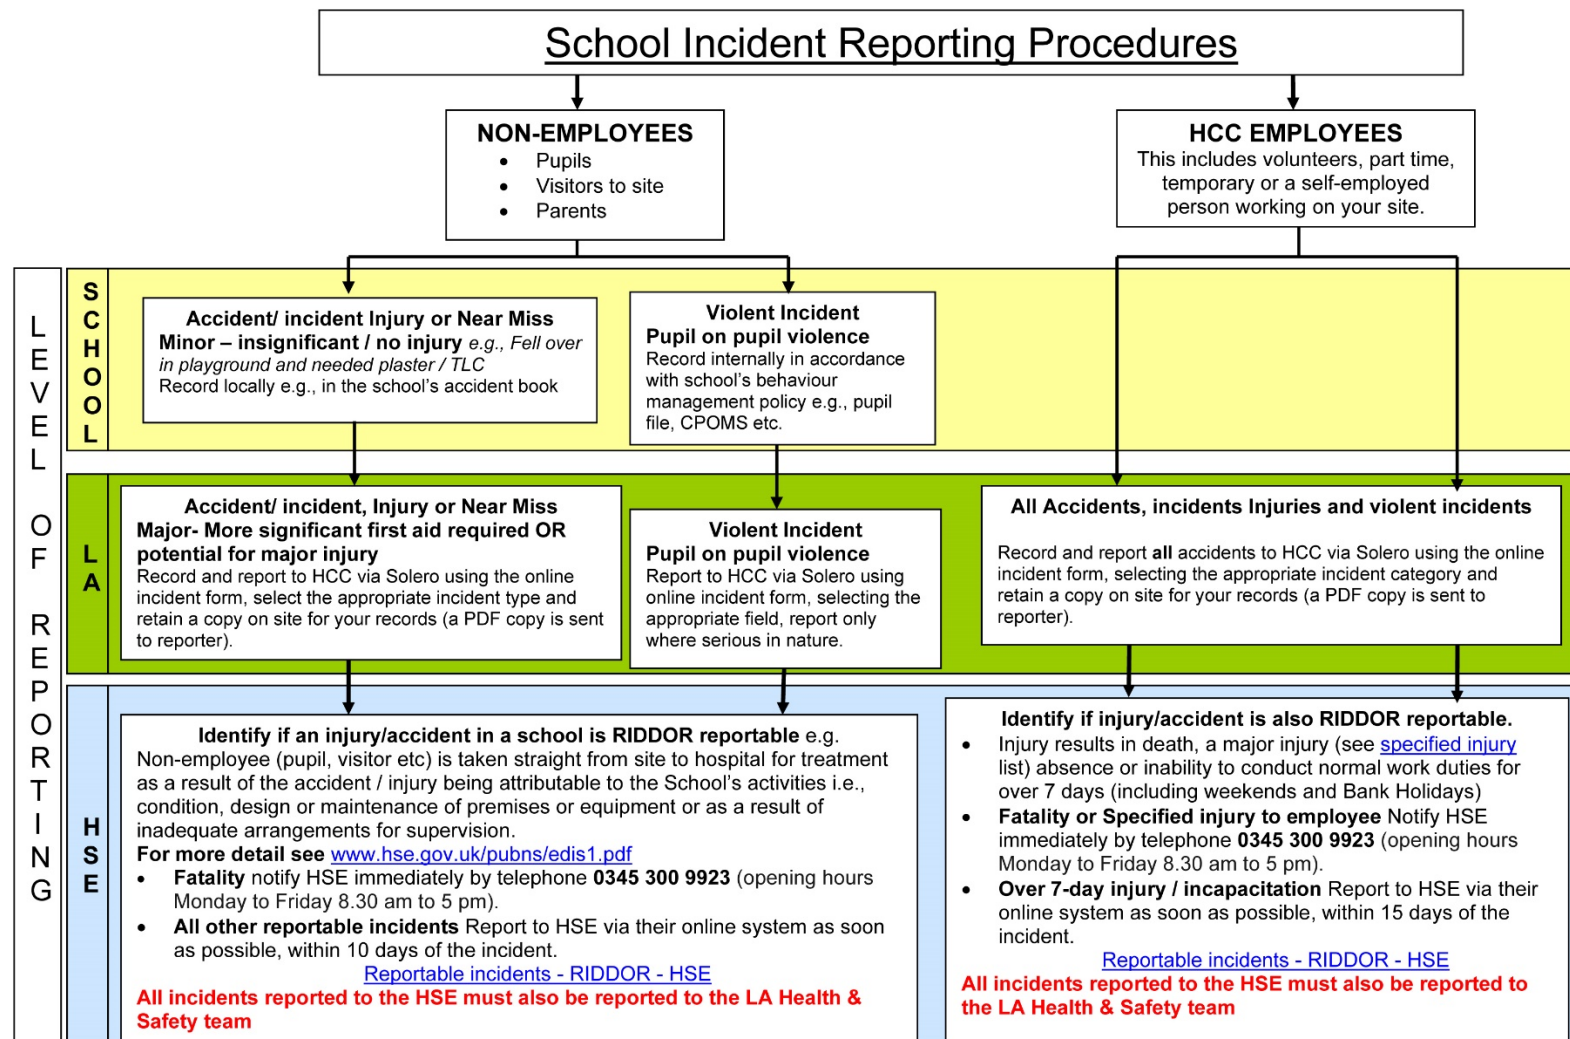 School Incident Reporting Procedures
NON-EMPLOYEES
• Pupils
• Visitors to site
• Parents
HCC EMPLOYEES
This includes volunteers, part time,
temporary or a self-employed
person working on your site.
LEVEL OF REPORTING
SCHOOL
Accident/ incident Injury or Near Miss
Minor – insignificant / no injury e.g., Fell over
in playground and needed plaster / TLC
Record locally e.g., in the school's accident book
Violent Incident
Pupil on pupil violence
Record internally in accordance
with school's behaviour
management policy e.g., pupil
file, CPOMS etc.
LA
Accident/ incident, Injury or Near Miss
Major- More significant first aid required OR
potential for major injury
Record and report to HCC via Solero using the online
incident form, select the appropriate incident type and
retain a copy on site for your records (a PDF copy is sent
to reporter).
Violent Incident
Pupil on pupil violence
Report to HCC via Solero using
online incident form, selecting the
appropriate field, report only
where serious in nature.
All Accidents, incidents Injuries and violent incidents
Record and report all accidents to HCC via Solero using the online
incident form, selecting the appropriate incident category and
retain a copy on site for your records (a PDF copy is sent to
reporter).
HSE
Identify if an injury/accident in a school is RIDDOR reportable e.g.
Non-employee (pupil, visitor etc) is taken straight from site to hospital for treatment
as a result of the accident / injury being attributable to the School's activities i.e.,
condition, design or maintenance of premises or equipment or as a result of
inadequate arrangements for supervision.
For more detail see www.hse.gov.uk/pubns/edis1.pdf
• Fatality notify HSE immediately by telephone 0345 300 9923 (opening hours
Monday to Friday 8.30 am to 5 pm).
• All other reportable incidents Report to HSE via their online system as soon
as possible, within 10 days of the incident.
Reportable incidents - RIDDOR - HSE
All incidents reported to the HSE must also be reported to the LA Health &
Safety team
Identify if injury/accident is also RIDDOR reportable.
• Injury results in death, a major injury (see specified injury
list) absence or inability to conduct normal work duties for
over 7 days (including weekends and Bank Holidays)
• Fatality or Specified injury to employee Notify HSE
immediately by telephone 0345 300 9923 (opening hours
Monday to Friday 8.30 am to 5 pm).
• Over 7-day injury / incapacitation Report to HSE via their
online system as soon as possible, within 15 days of the
incident.
Reportable incidents - RIDDOR - HSE
All incidents reported to the HSE must also be reported to
the LA Health & Safety team